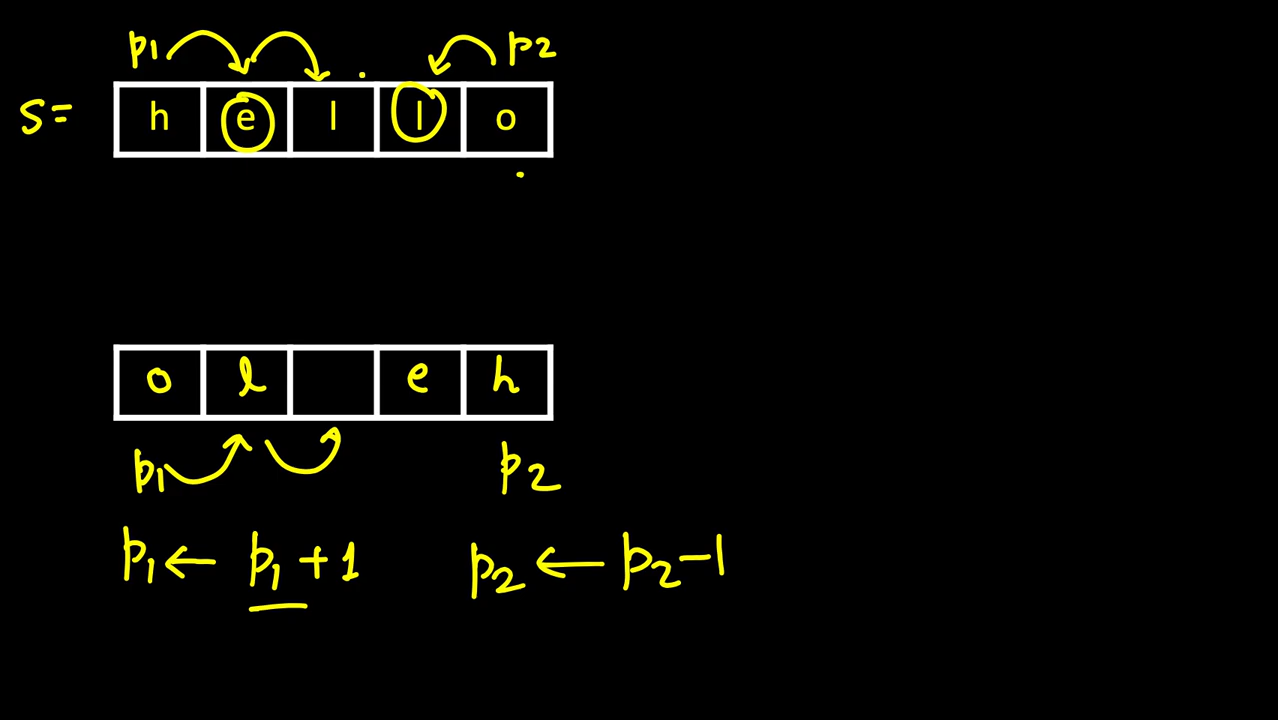 p1 p2
S= h e l l o
o l e h
p1 p2
p1 ← p1 + 1 p2 ← p2 - 1